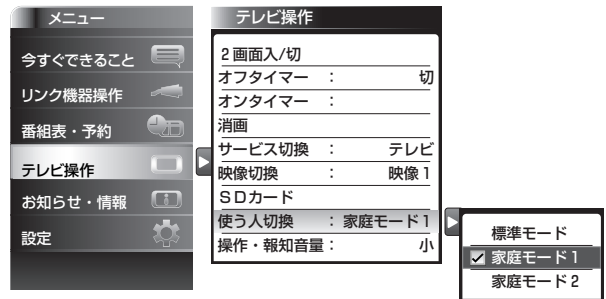 メニュー
今すぐできること
リンク機器操作
番組表・予約
テレビ操作
お知らせ・情報
設定
テレビ操作
2画面入/切
オフタイマー : 切
オンタイマー :
消画
サービス切換 : テレビ
映像切換 : 映像1
SDカード
使う人切換 : 家庭モード1
操作・報知音量 : 小
標準モード
家庭モード1
家庭モード2